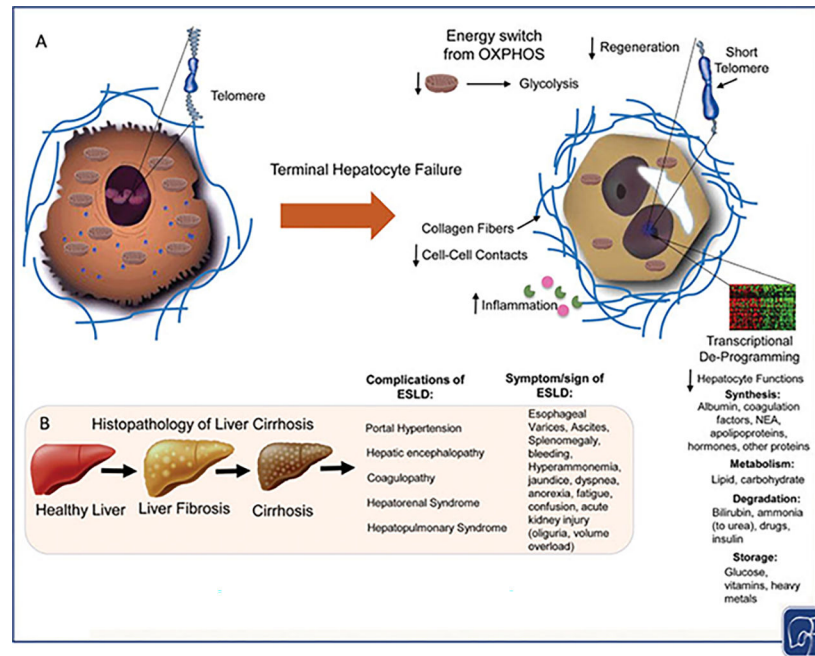 A
Telomere
Energy switch
from OXPHOS
Glycolysis
Regeneration
Short
Telomere
Terminal Hepatocyte Failure
Collagen Fibers
Cell-Cell Contacts
Inflammation
Transcriptional
De-Programming
Hepatocyte Functions
Synthesis:
Albumin, coagulation
factors, NEA,
apolipoproteins,
hormones, other proteins
Metabolism:
Lipid, carbohydrate
Degradation:
Bilirubin, ammonia
(to urea), drugs,
insulin
Storage:
Glucose,
vitamins, heavy
metals
B
Histopathology of Liver Cirrhosis
Healthy Liver
Liver Fibrosis
Cirrhosis
Complications of
ESLD:
Portal Hypertension
Hepatic encephalopathy
Coagulopathy
Hepatorenal Syndrome
Hepatopulmonary Syndrome
Symptom/sign of
ESLD:
Esophageal
Varices, Ascites,
Splenomegaly,
bleeding,
Hyperammonemia,
jaundice, dyspnea,
anorexia, fatigue,
confusion, acute
kidney injury
(oliguria, volume
overload)